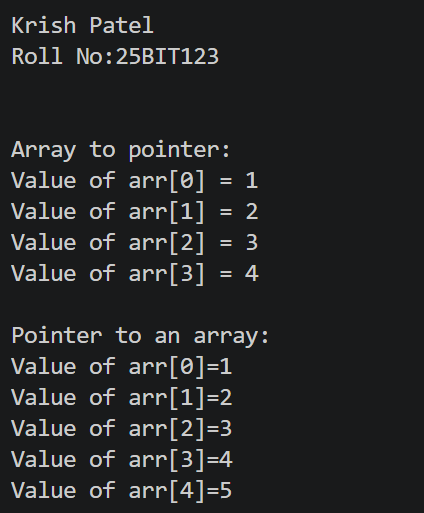 Krish Patel
Roll No:25BIT123
Array to pointer:
Value of arr[0] = 1
Value of arr[1] = 2
Value of arr[2] = 3
Value of arr[3] = 4
Pointer to an array:
Value of arr[0]=1
Value of arr[1]=2
Value of arr[2]=3
Value of arr[3]=4
Value of arr[4]=5